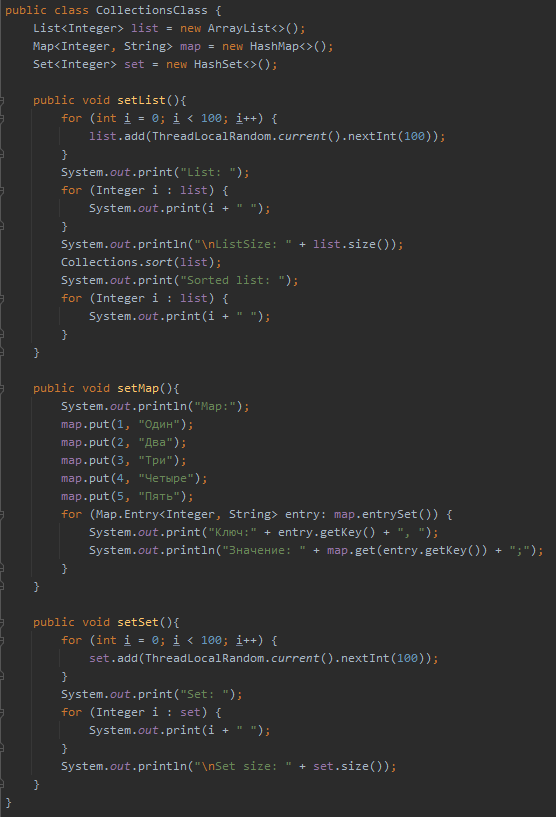 public class CollectionsClass {
    List<Integer> list = new ArrayList<>();
    Map<Integer, String> map = new HashMap<>();
    Set<Integer> set = new HashSet<>();

    public void setList(){
        for (int i = 0; i < 100; i++) {
            list.add(ThreadLocalRandom.current().nextInt(100));
        }
        System.out.print("List: ");
        for (Integer i : list) {
            System.out.print(i + " ");
        }
        System.out.println("\nListSize: " + list.size());
        Collections.sort(list);
        System.out.print("Sorted list: ");
        for (Integer i : list) {
            System.out.print(i + " ");
        }
    }

    public void setMap(){
        System.out.println("Map:");
        map.put(1, "Один");
        map.put(2, "Два");
        map.put(3, "Три");
        map.put(4, "Четыре");
        map.put(5, "Пять");
        for (Map.Entry<Integer, String> entry: map.entrySet()) {
            System.out.print("Ключ:" + entry.getKey() + ", ");
            System.out.println("Значение: " + map.get(entry.getKey()) + ";");
        }
    }

    public void setSet(){
        for (int i = 0; i < 100; i++) {
            set.add(ThreadLocalRandom.current().nextInt(100));
        }
        System.out.print("Set: ");
        for (Integer i : set) {
            System.out.print(i + " ");
        }
        System.out.println("\nSet size: " + set.size());
    }
}